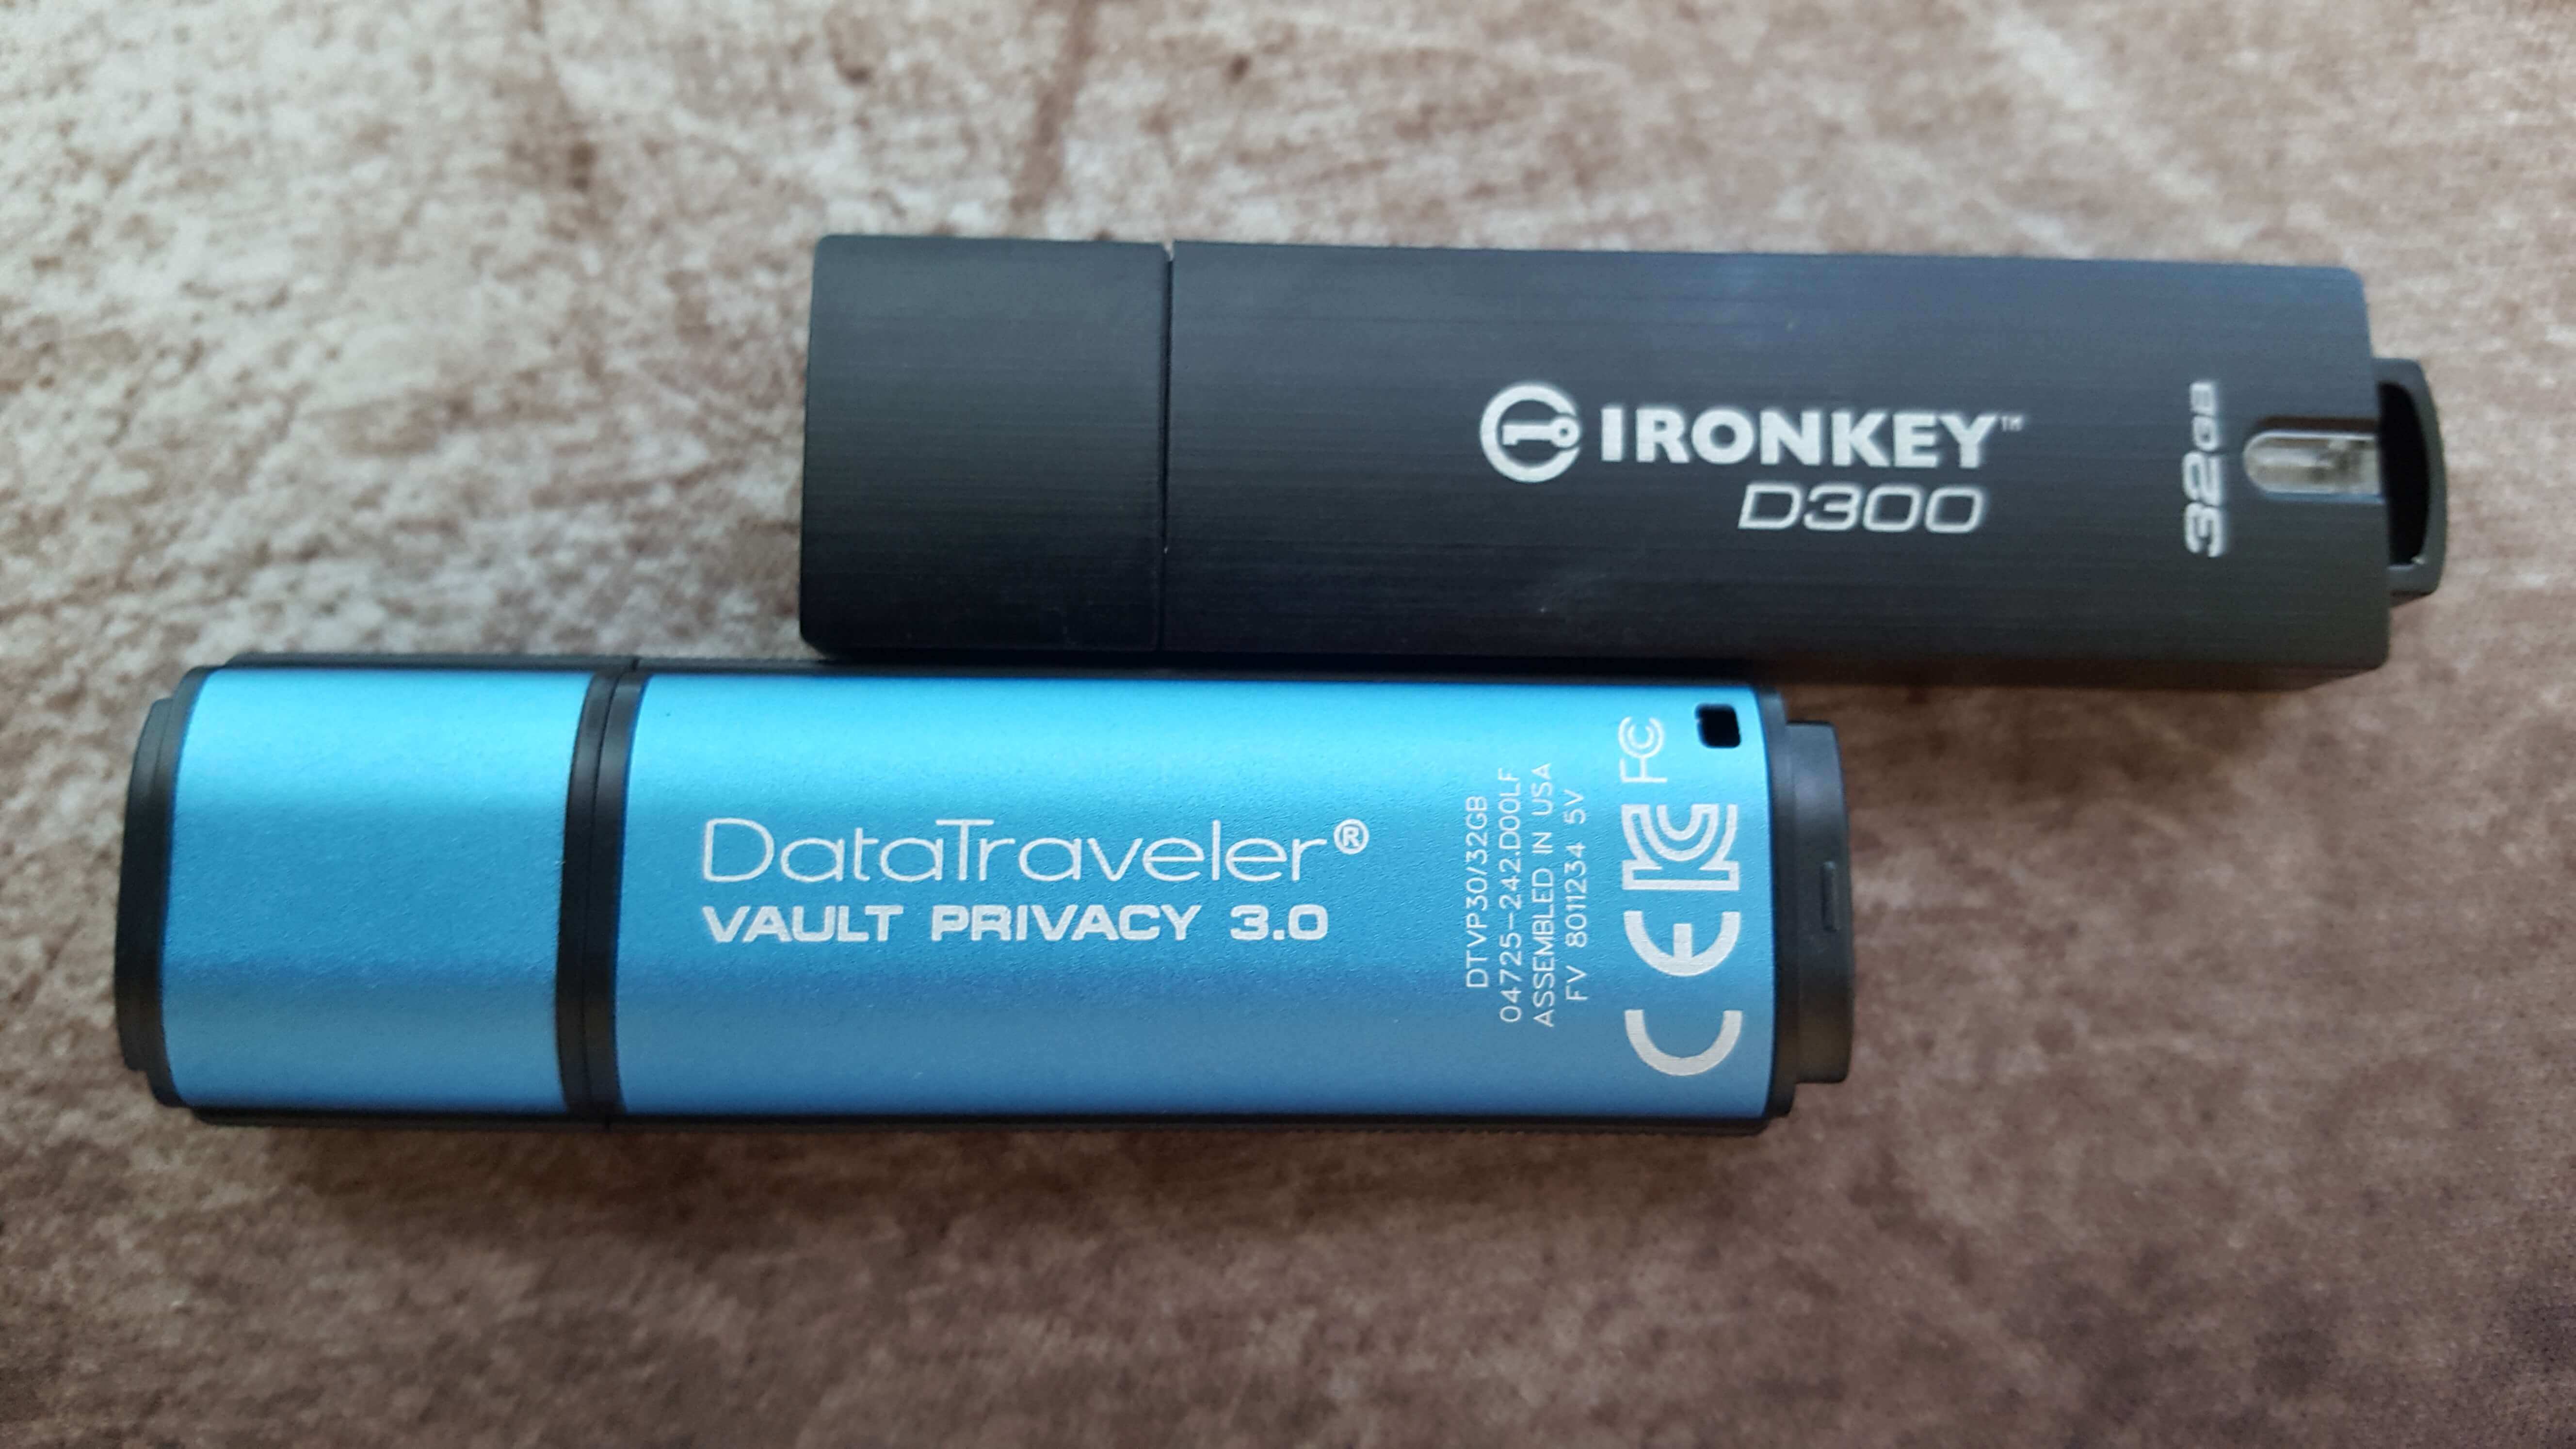 IRONKEY™
D300
32GB
DataTraveler®
VAULT PRIVACY 3.0
DTVP30/32GB
04725-242.D00LF
ASSEMBLED IN USA
FV 8011234 5V
FC
CE